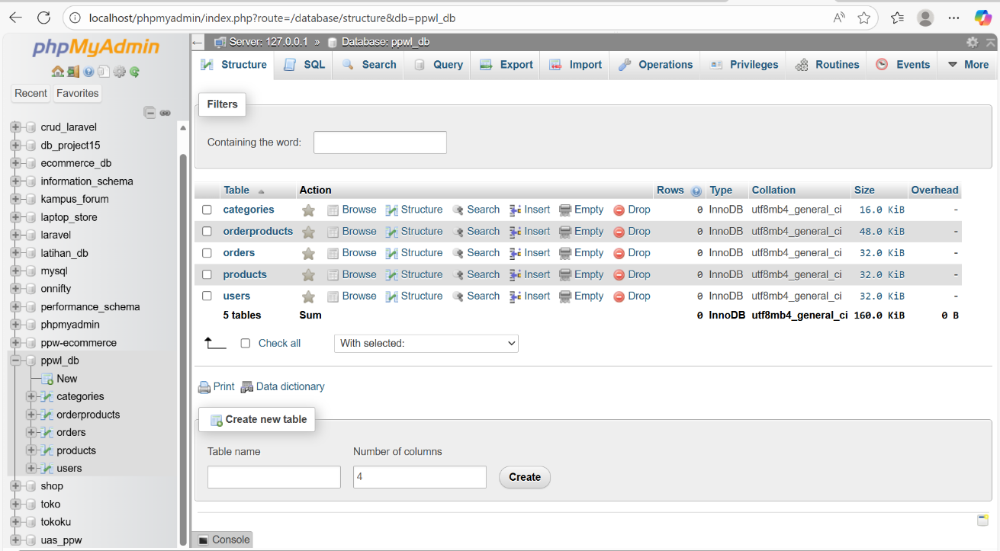 localhost/phpmyadmin/index.php?route=/database/structure&db=ppwl_db
phpMyAdmin
Recent Favorites
crud_laravel
db_project15
ecommerce_db
information_schema
kampus_forum
laptop_store
laravel
latihan_db
mysql
onnifty
performance_schema
phpmyadmin
ppw-ecommerce
ppwl_db
New
categories
orderproducts
orders
products
users
shop
toko
tokoku
uas_ppw
Server: 127.0.0.1 » Database: ppwl_db
Structure SQL Search Query Export Import Operations Privileges Routines Events More
Filters
Containing the word:
Table Action Rows Type Collation Size Overhead
categories Browse Structure Search Insert Empty Drop 0 InnoDB utf8mb4_general_ci 16.0 KiB -
orderproducts Browse Structure Search Insert Empty Drop 0 InnoDB utf8mb4_general_ci 48.0 KiB -
orders Browse Structure Search Insert Empty Drop 0 InnoDB utf8mb4_general_ci 32.0 KiB -
products Browse Structure Search Insert Empty Drop 0 InnoDB utf8mb4_general_ci 32.0 KiB -
users Browse Structure Search Insert Empty Drop 0 InnoDB utf8mb4_general_ci 32.0 KiB -
5 tables Sum 0 InnoDB utf8mb4_general_ci 160.0 KiB 0 B
Check all With selected:
Print Data dictionary
Create new table
Table name Number of columns
4 Create
Console